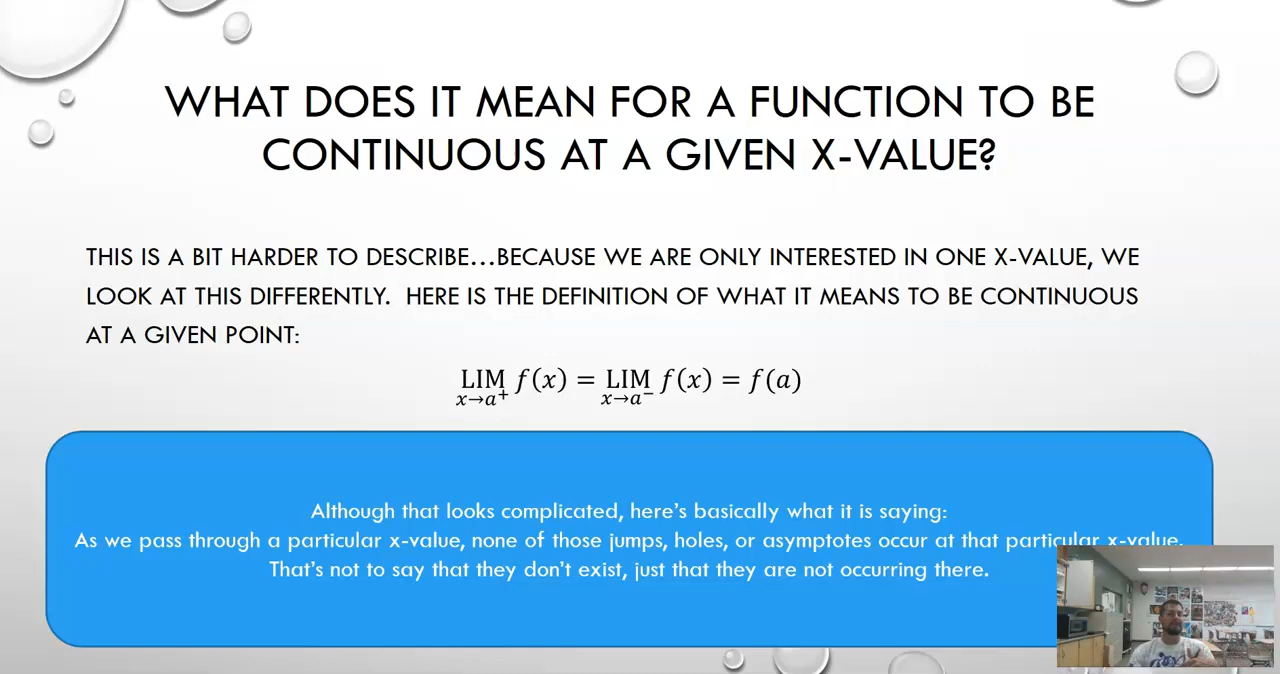 WHAT DOES IT MEAN FOR A FUNCTION TO BE
CONTINUOUS AT A GIVEN X-VALUE?
THIS IS A BIT HARDER TO DESCRIBE...BECAUSE WE ARE ONLY INTERESTED IN ONE X-VALUE, WE
LOOK AT THIS DIFFERENTLY. HERE IS THE DEFINITION OF WHAT IT MEANS TO BE CONTINUOUS
AT A GIVEN POINT:
LIM x→a⁺ f(x) = LIM x→a⁻ f(x) = f(a)
Although that looks complicated, here's basically what it is saying:
As we pass through a particular x-value, none of those jumps, holes, or asymptotes occur at that particular x-value.
That's not to say that they don't exist, just that they are not occurring there.